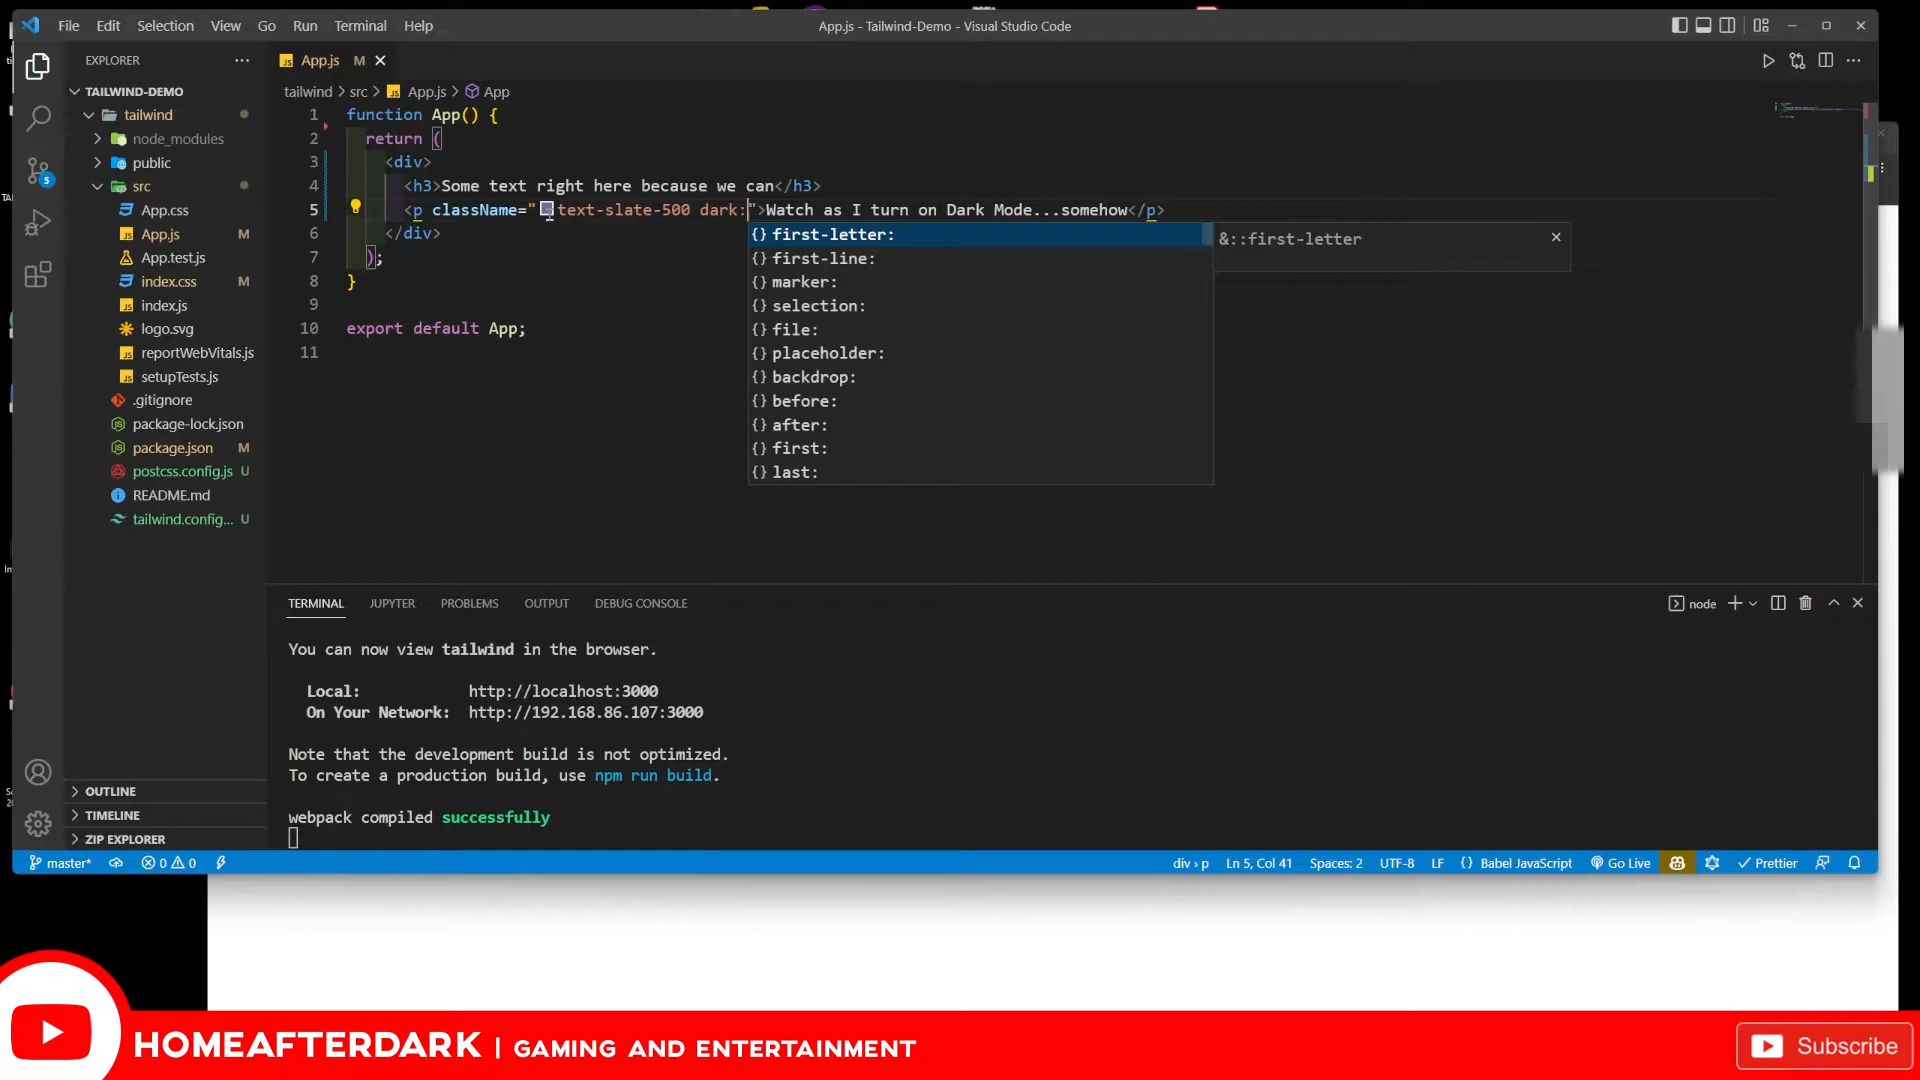 File Edit Selection View Go Run Terminal Help
App.js - Tailwind-Demo - Visual Studio Code
EXPLORER
App.js M
TAILWIND-DEMO
tailwind > src > App.js > App
tailwind
node_modules
public
src
App.css
App.js M
App.test.js
index.css M
index.js
logo.svg
reportWebVitals.js
setupTests.js
.gitignore
package-lock.json
package.json M
postcss.config.js U
README.md
tailwind.config... U
OUTLINE
TIMELINE
ZIP EXPLORER
5
1 function App() {
2 return (
3 <div>
4 <h3>Some text right here because we can</h3>
5 <p className="text-slate-500 dark:">Watch as I turn on Dark Mode...somehow</p>
6 </div>
7 );
8 }
9
10 export default App;
11
{} first-letter:
{} first-line:
{} marker:
{} selection:
{} file:
{} placeholder:
{} backdrop:
{} before:
{} after:
{} first:
{} last:
&::first-letter
TERMINAL JUPYTER PROBLEMS OUTPUT DEBUG CONSOLE
node
You can now view tailwind in the browser.
Local: http://localhost:3000
On Your Network: http://192.168.86.107:3000
Note that the development build is not optimized.
To create a production build, use npm run build.
webpack compiled successfully
master* 0 0 div › p Ln 5, Col 41 Spaces: 2 UTF-8 LF {} Babel JavaScript Go Live Prettier
HOMEAFTERDARK | GAMING AND ENTERTAINMENT
Subscribe